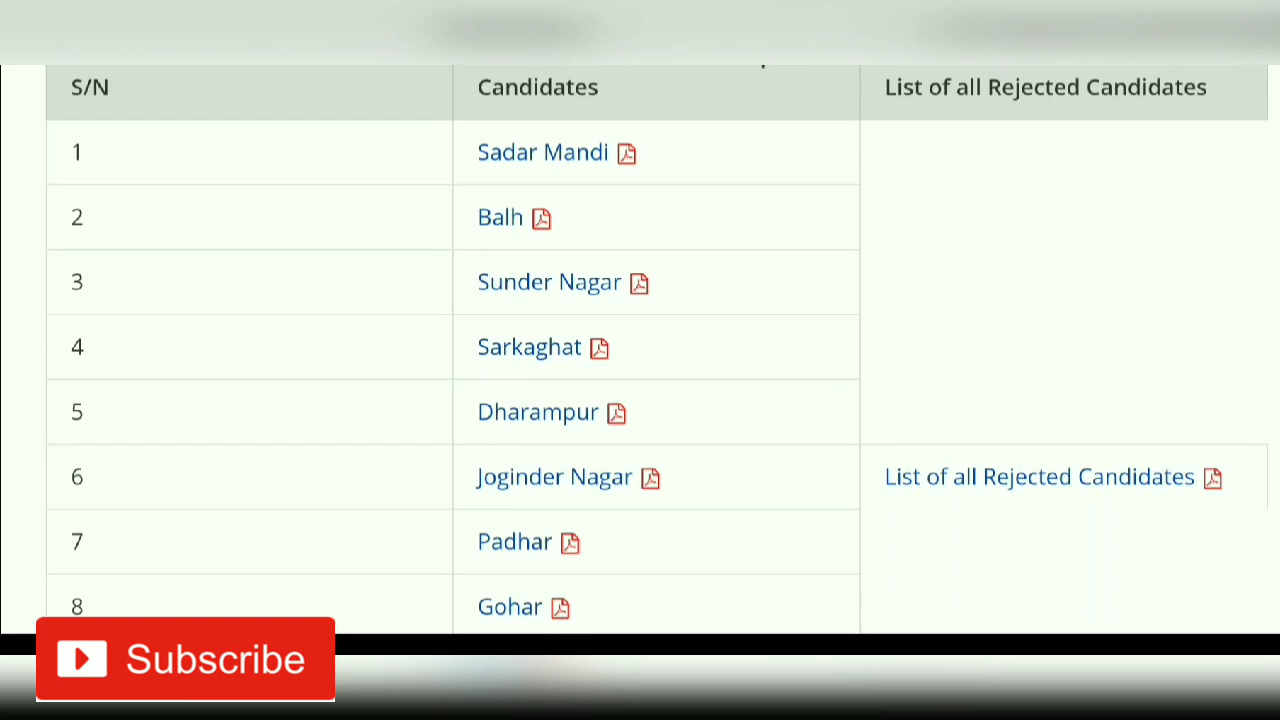 S/N Candidates List of all Rejected Candidates
1 Sadar Mandi
2 Balh
3 Sunder Nagar
4 Sarkaghat
5 Dharampur
6 Joginder Nagar List of all Rejected Candidates
7 Padhar
8 Gohar
Subscribe